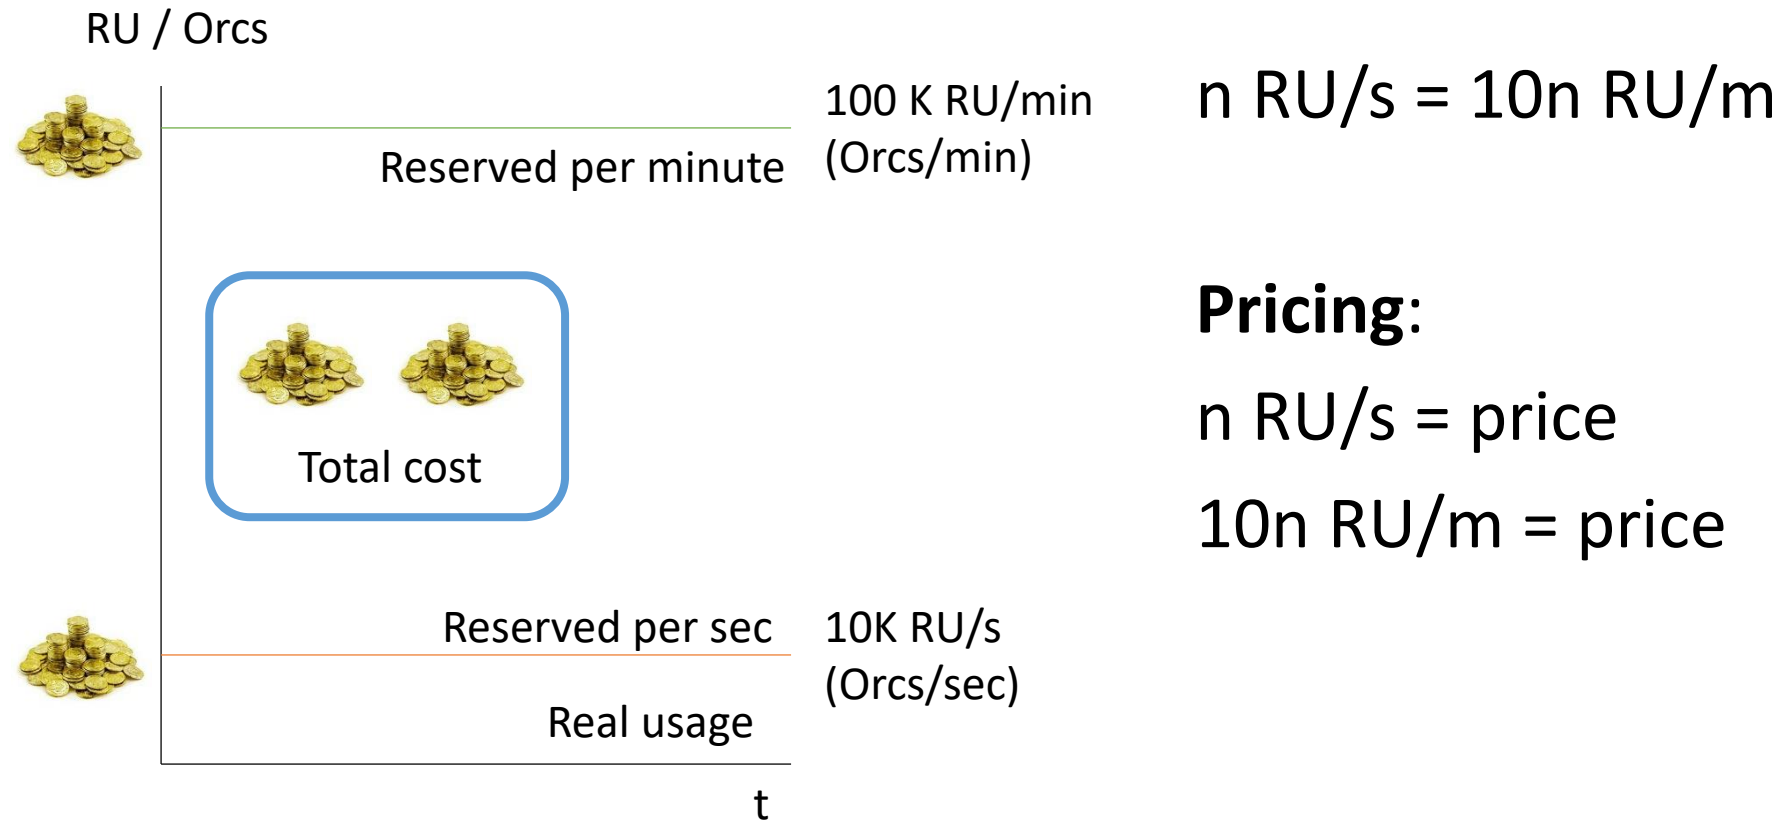 RU / Orcs
100 K RU/min
(Orcs/min)
Reserved per minute
Total cost
Reserved per sec
10K RU/s
(Orcs/sec)
Real usage
t
n RU/s = 10n RU/m
Pricing:
n RU/s = price
10n RU/m = price